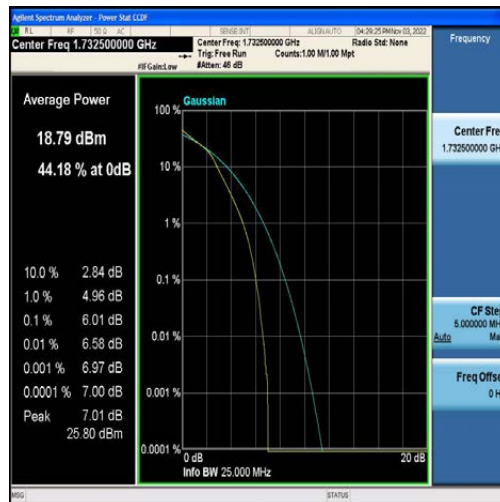 Agilent Spectrum Analyzer - Power Stat CCDF
RL RF 50 Ω AC SENSE:INT ALIGNAUTO 04:29:25 PM Nov 03, 2022
Center Freq 1.732500000 GHz
Center Freq: 1.732500000 GHz Radio Std: None
Trig: Free Run Counts:1.00 M/1.00 Mpt
#IFGain:Low #Atten: 46 dB
Frequency
Average Power
18.79 dBm
44.18 % at 0dB
10.0 % 2.84 dB
1.0 % 4.96 dB
0.1 % 6.01 dB
0.01 % 6.58 dB
0.001 % 6.97 dB
0.0001 % 7.00 dB
Peak 7.01 dB
25.80 dBm
Gaussian
100 %
10 %
1 %
0.1 %
0.01 %
0.001 %
0.0001 %
0 dB 20 dB
Info BW 25.000 MHz
Center Fre
1.732500000 GH
CF Ste
5.000000 MH
Auto Ma
Freq Offse
0 H
MSG STATUS